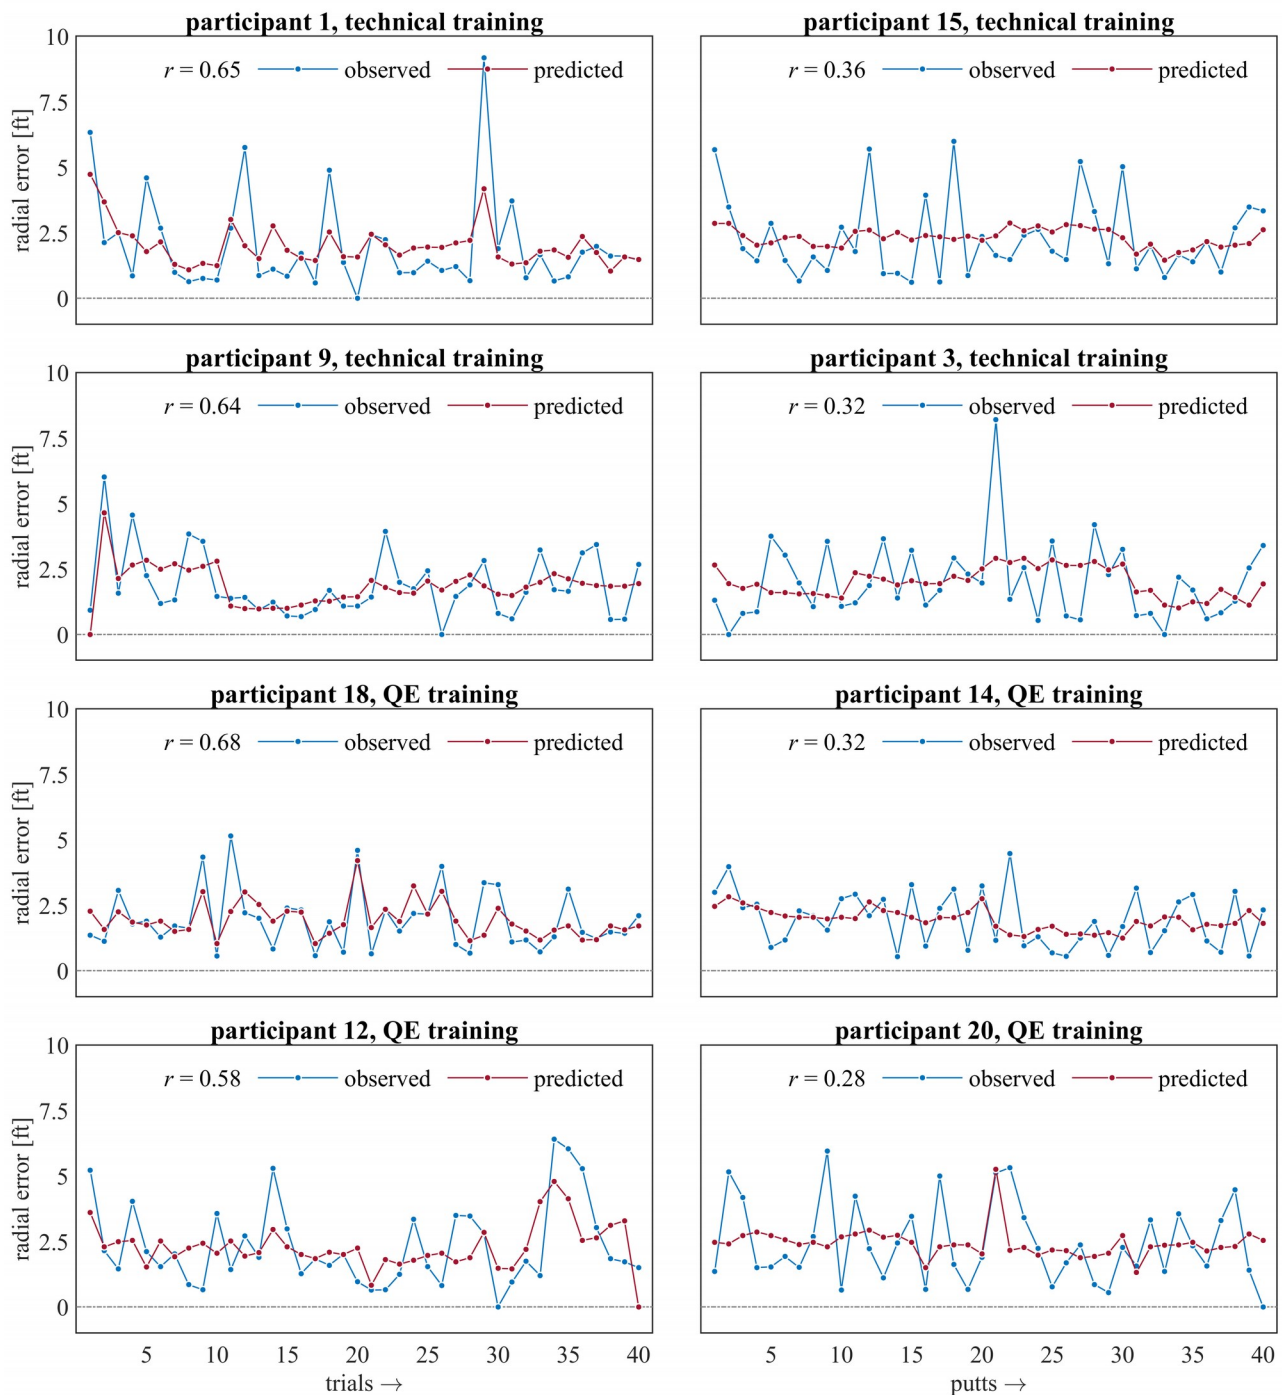 participant 1, technical training
participant 15, technical training
10
7.5
5
2.5
0
radial error [ft]
r = 0.65 observed predicted
r = 0.36 observed predicted
participant 9, technical training
participant 3, technical training
10
7.5
5
2.5
0
radial error [ft]
r = 0.64 observed predicted
r = 0.32 observed predicted
participant 18, QE training
participant 14, QE training
10
7.5
5
2.5
0
radial error [ft]
r = 0.68 observed predicted
r = 0.32 observed predicted
participant 12, QE training
participant 20, QE training
10
7.5
5
2.5
0
radial error [ft]
r = 0.58 observed predicted
r = 0.28 observed predicted
5 10 15 20 25 30 35 40
5 10 15 20 25 30 35 40
trials →
putts →